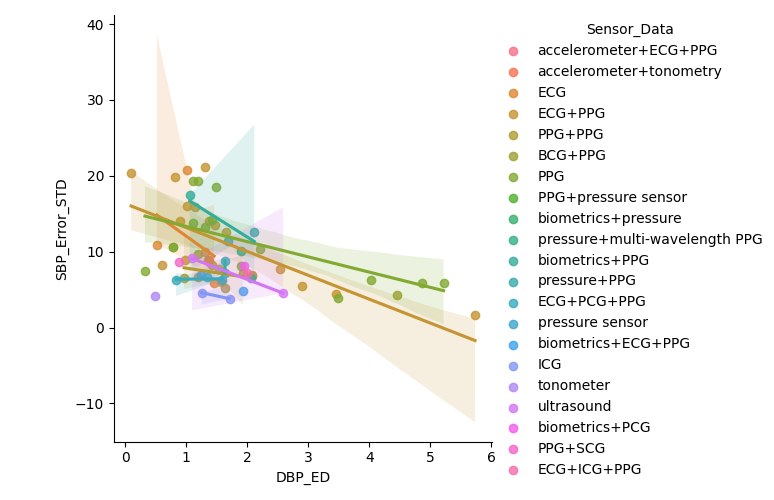 40
30
20
10
0
−10
SBP_Error_STD
0 1 2 3 4 5 6
DBP_ED
Sensor_Data
accelerometer+ECG+PPG
accelerometer+tonometry
ECG
ECG+PPG
PPG+PPG
BCG+PPG
PPG
PPG+pressure sensor
biometrics+pressure
pressure+multi-wavelength PPG
biometrics+PPG
pressure+PPG
ECG+PCG+PPG
pressure sensor
biometrics+ECG+PPG
ICG
tonometer
ultrasound
biometrics+PCG
PPG+SCG
ECG+ICG+PPG